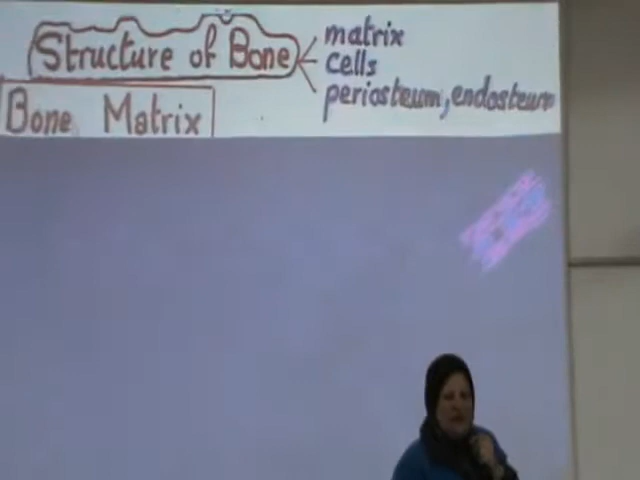 Structure of Bone
matrix
cells
periosteum, endosteum
Bone Matrix